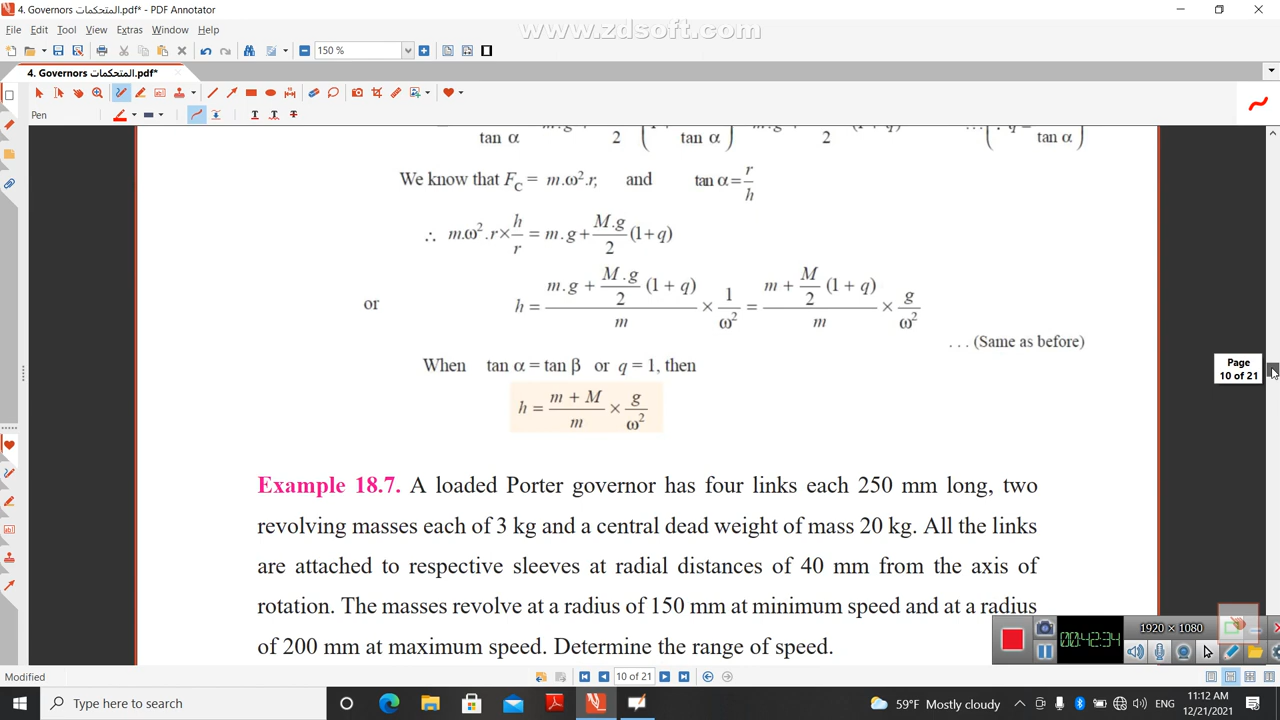 4. Governors المتحكمات.pdf* - PDF Annotator
www.zdsoft.com
File Edit Tool View Extras Window Help
150 %
4. Governors المتحكمات.pdf*
Pen
tan α 2 tan α 2 tan α
We know that F_C = m.ω².r, and tan α = r/h
∴ m.ω².r × h/r = m.g + M.g/2 (1+q)
or h = (m.g + M.g/2 (1 + q))/m × 1/ω² = (m + M/2 (1 + q))/m × g/ω²
... (Same as before)
When tan α = tan β or q = 1, then
h = (m + M)/m × g/ω²
Page
10 of 21
Example 18.7. A loaded Porter governor has four links each 250 mm long, two
revolving masses each of 3 kg and a central dead weight of mass 20 kg. All the links
are attached to respective sleeves at radial distances of 40 mm from the axis of
rotation. The masses revolve at a radius of 150 mm at minimum speed and at a radius
of 200 mm at maximum speed. Determine the range of speed.
1920 × 1080
00:42:34
Modified
10 of 21
Type here to search
59°F Mostly cloudy
ENG
11:12 AM
12/21/2021